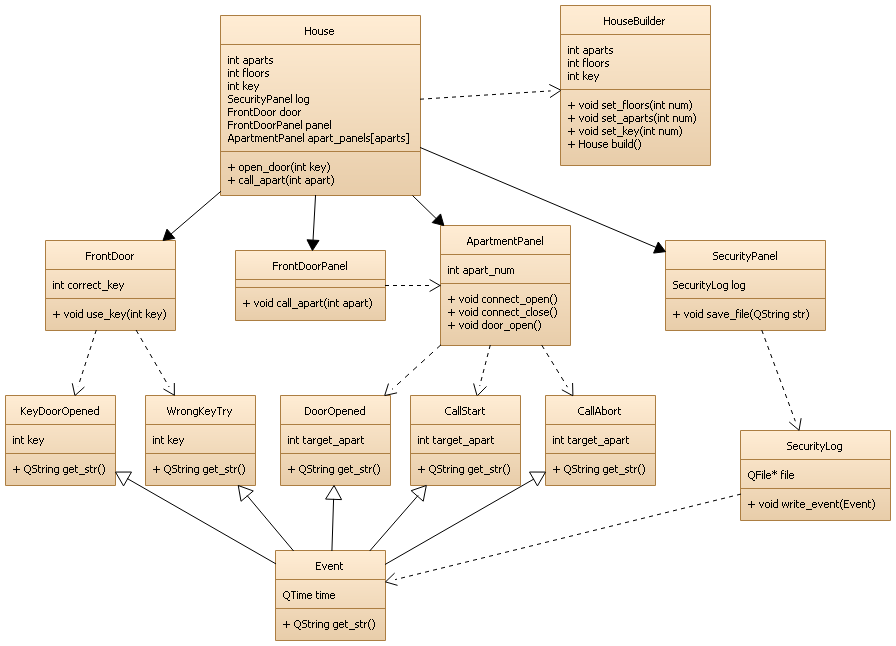 House
int aparts
int floors
int key
SecurityPanel log
FrontDoor door
FrontDoorPanel panel
ApartmentPanel apart_panels[aparts]
+ open_door(int key)
+ call_apart(int apart)
HouseBuilder
int aparts
int floors
int key
+ void set_floors(int num)
+ void set_aparts(int num)
+ void set_key(int num)
+ House build()
FrontDoor
int correct_key
+ void use_key(int key)
FrontDoorPanel
+ void call_apart(int apart)
ApartmentPanel
int apart_num
+ void connect_open()
+ void connect_close()
+ void door_open()
SecurityPanel
SecurityLog log
+ void save_file(QString str)
KeyDoorOpened
int key
+ QString get_str()
WrongKeyTry
int key
+ QString get_str()
DoorOpened
int target_apart
+ QString get_str()
CallStart
int target_apart
+ QString get_str()
CallAbort
int target_apart
+ QString get_str()
SecurityLog
QFile* file
+ void write_event(Event)
Event
QTime time
+ QString get_str()